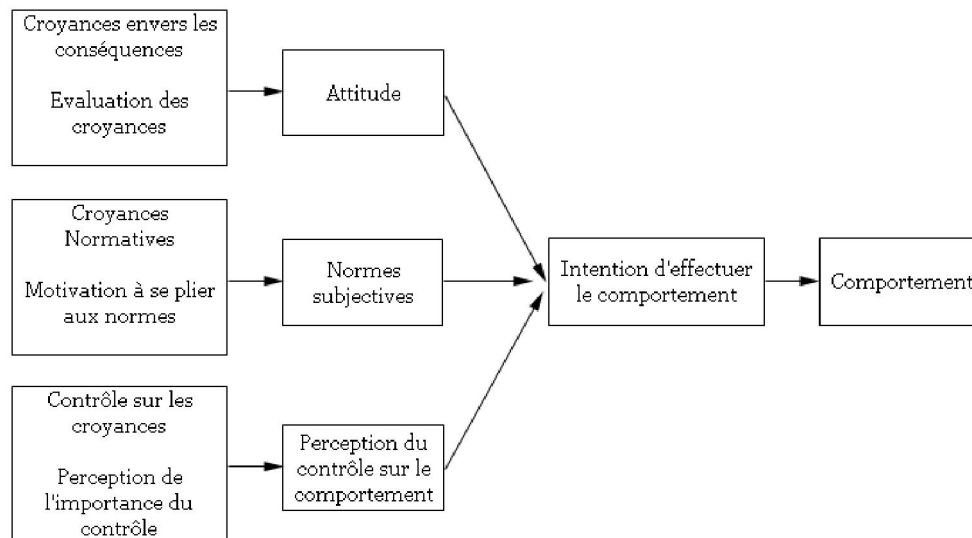 Croyances envers les
conséquences
Evaluation des
croyances
Attitude
Croyances
Normatives
Motivation à se plier
aux normes
Normes
subjectives
Intention d'effectuer
le comportement
Comportement
Contrôle sur les
croyances
Perception de
l'importance du
contrôle
Perception du
contrôle sur le
comportement